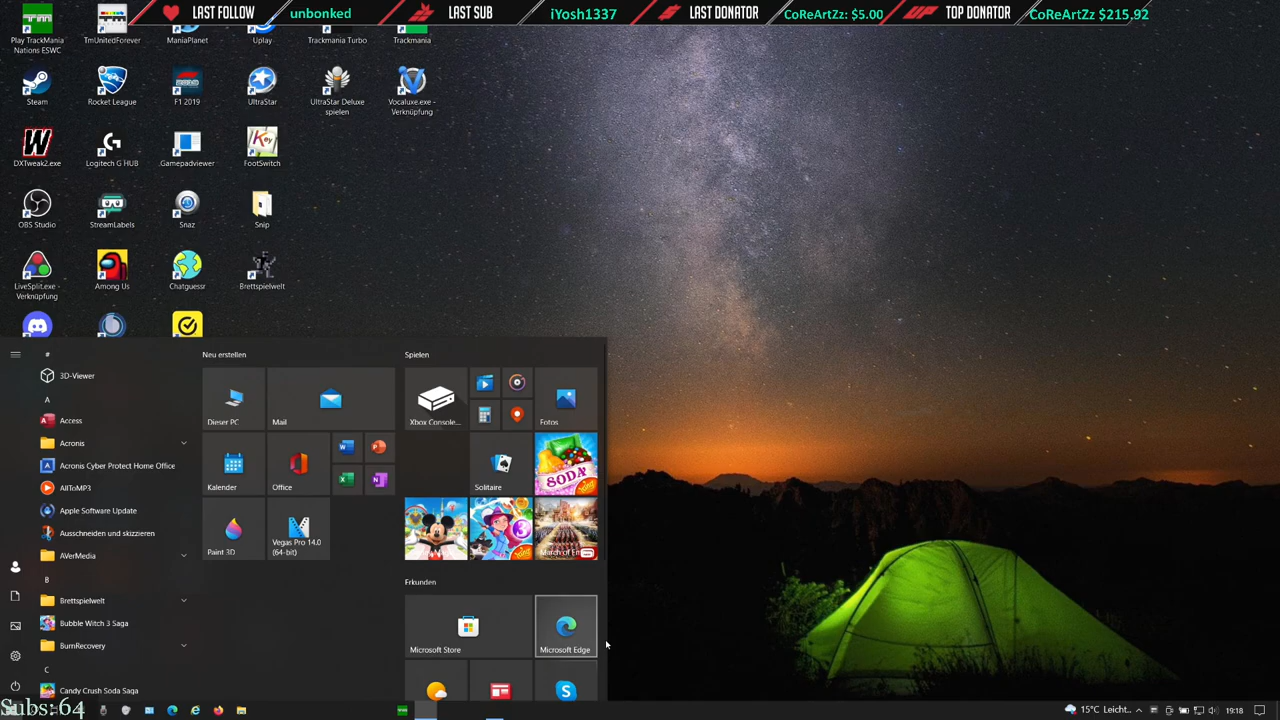 LAST FOLLOW unbonked LAST SUB iYosh1337 LAST DONATOR CoReArtZz: $5.00 TOP DONATOR CoReArtZz $215.92
Play TrackMania Nations ESWC
TmUnitedForever
ManiaPlanet
Uplay
Trackmania Turbo
Trackmania
Steam
Rocket League
F1 2019
UltraStar
UltraStar Deluxe spielen
Vocaluxe.exe - Verknüpfung
DXTweak2.exe
Logitech G HUB
Gamepadviewer
FootSwitch
OBS Studio
StreamLabels
Snaz
Snip
LiveSplit.exe - Verknüpfung
Among Us
Chatguessr
Brettspielwelt
#
3D-Viewer
A
Access
Acronis
Acronis Cyber Protect Home Office
AllToMP3
Apple Software Update
Ausschneiden und skizzieren
AVerMedia
B
Brettspielwelt
Bubble Witch 3 Saga
BurnRecovery
C
Candy Crush Soda Saga
Neu erstellen
Dieser PC
Mail
Kalender
Office
Paint 3D
Vegas Pro 14.0 (64-bit)
Spielen
Xbox Console...
Fotos
Solitaire
SODA
Erkunden
Microsoft Store
Microsoft Edge
Subs: 64
15°C Leicht...
19:18